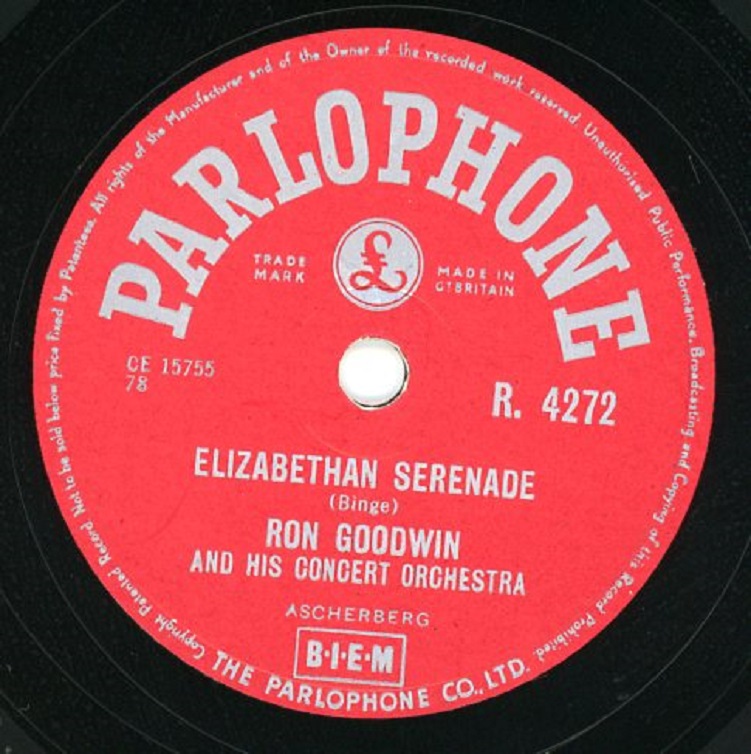 Copyright Patented Record Not to be sold below price fixed by Patentees. All rights of the Manufacturer and of the Owner of the recorded work reserved. Unauthorised Public Performance, Broadcasting and Copying of this Record Prohibited.
PARLOPHONE
TRADE MARK
£
MADE IN GT BRITAIN
CE 15755
78
R. 4272
ELIZABETHAN SERENADE
(Binge)
RON GOODWIN
AND HIS CONCERT ORCHESTRA
ASCHERBERG
B·I·E·M
THE PARLOPHONE CO., LTD.